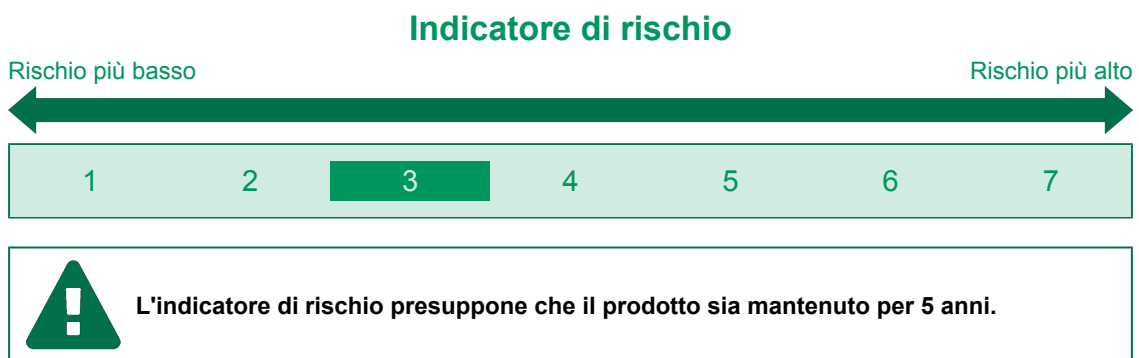 Indicatore di rischio
Rischio più basso Rischio più alto
1 2 3 4 5 6 7
L'indicatore di rischio presuppone che il prodotto sia mantenuto per 5 anni.